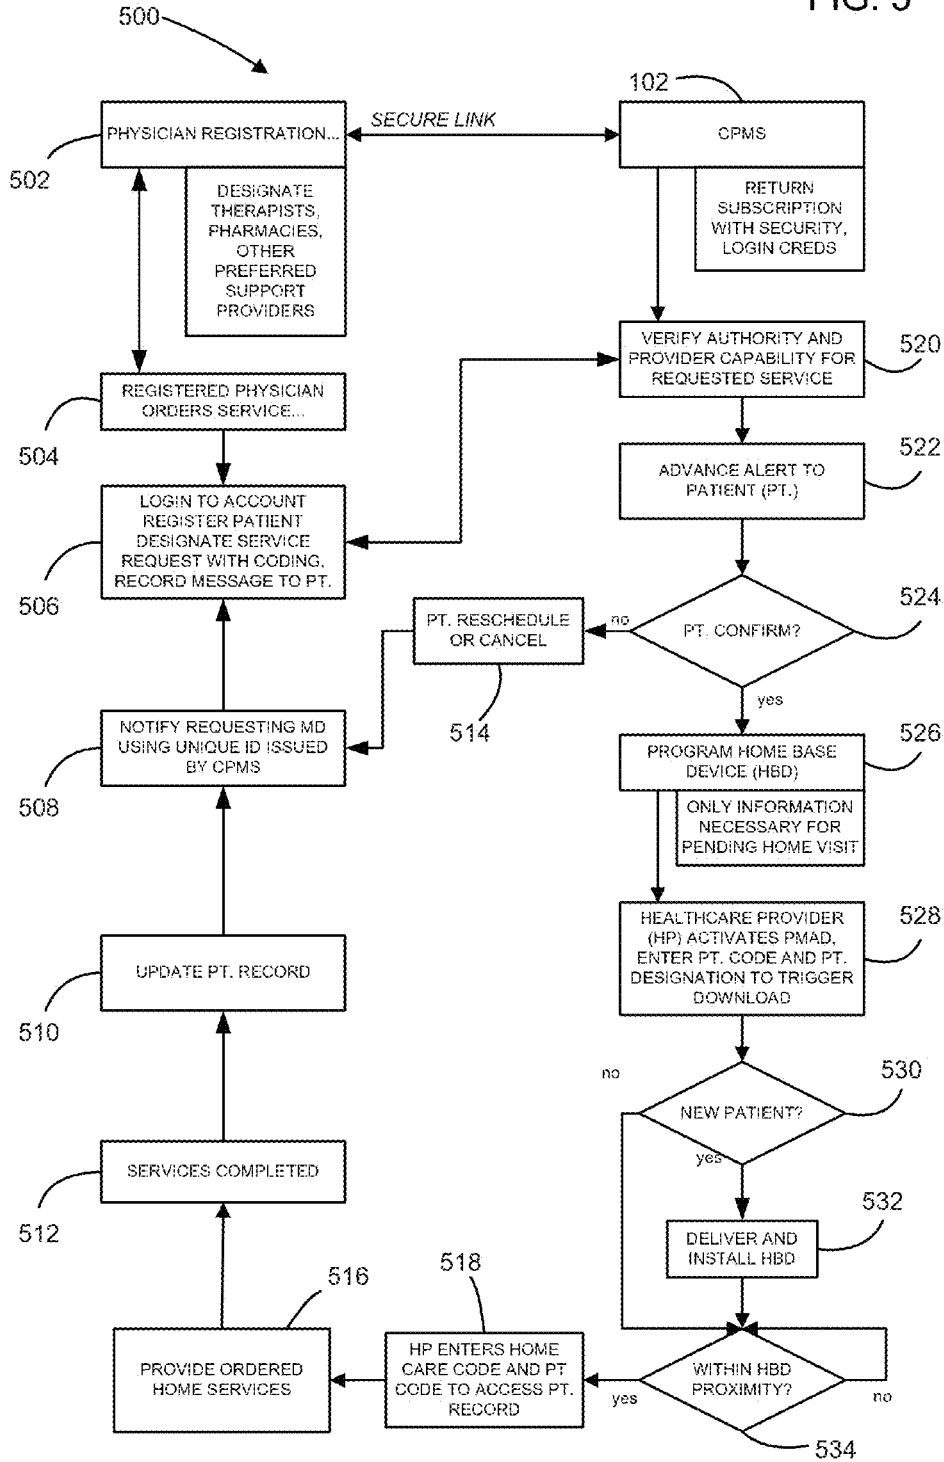 FIG. 5
500
102
PHYSICIAN REGISTRATION...
SECURE LINK
CPMS
502
DESIGNATE
THERAPISTS,
PHARMACIES,
OTHER
PREFERRED
SUPPORT
PROVIDERS
RETURN
SUBSCRIPTION
WITH SECURITY,
LOGIN CREDS
VERIFY AUTHORITY AND
PROVIDER CAPABILITY FOR
REQUESTED SERVICE
520
REGISTERED PHYSICIAN
ORDERS SERVICE...
504
ADVANCE ALERT TO
PATIENT (PT.)
522
LOGIN TO ACCOUNT
REGISTER PATIENT
DESIGNATE SERVICE
REQUEST WITH CODING,
RECORD MESSAGE TO PT.
506
PT. CONFIRM?
524
no
yes
PT. RESCHEDULE
OR CANCEL
514
NOTIFY REQUESTING MD
USING UNIQUE ID ISSUED
BY CPMS
508
PROGRAM HOME BASE
DEVICE (HBD)
526
ONLY INFORMATION
NECESSARY FOR
PENDING HOME VISIT
HEALTHCARE PROVIDER
(HP) ACTIVATES PMAD,
ENTER PT. CODE AND PT.
DESIGNATION TO TRIGGER
DOWNLOAD
528
UPDATE PT. RECORD
510
no
NEW PATIENT?
530
yes
SERVICES COMPLETED
512
DELIVER AND
INSTALL HBD
532
516
518
PROVIDE ORDERED
HOME SERVICES
HP ENTERS HOME
CARE CODE AND PT
CODE TO ACCESS PT.
RECORD
WITHIN HBD
PROXIMITY?
yes
no
534